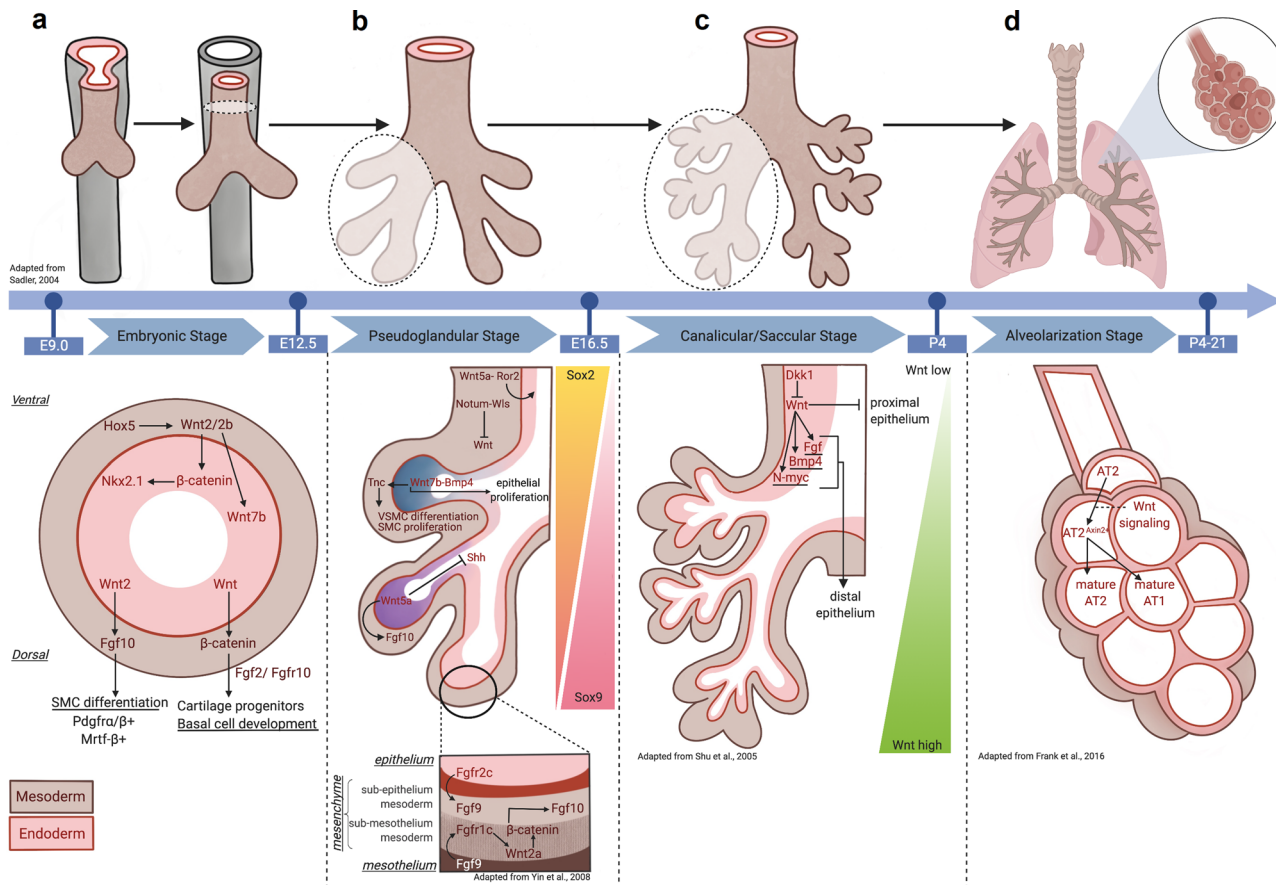 a
b
c
d
Adapted from
Sadler, 2004
E9.0
Embryonic Stage
E12.5
Pseudoglandular Stage
E16.5
Canalicular/Saccular Stage
P4
Alveolarization Stage
P4-21
Ventral
Hox5
Wnt2/2b
Nkx2.1
β-catenin
Wnt7b
Wnt2
Wnt
Fgf10
β-catenin
Dorsal
Fgf2/ Fgfr10
SMC differentiation
Pdgfrα/β+
Mrtf-β+
Cartilage progenitors
Basal cell development
Mesoderm
Endoderm
Wnt5a- Ror2
Notum-Wls
Wnt
Tnc
Wnt7b-Bmp4
epithelial
proliferation
VSMC differentiation
SMC proliferation
Shh
Wnt5a
Fgf10
Sox2
Sox9
epithelium
Fgfr2c
sub-epithelium
mesoderm
Fgf9
Fgf10
mesenchyme
sub-mesothelium
mesoderm
Fgfr1c
β-catenin
Wnt2a
mesothelium
Fgf9
Adapted from Yin et al., 2008
Dkk1
Wnt
proximal
epithelium
Fgf
Bmp4
N-myc
distal
epithelium
Wnt low
Wnt high
Adapted from Shu et al., 2005
AT2
Wnt
signaling
AT2 Axin2+
mature
AT2
mature
AT1
Adapted from Frank et al., 2016